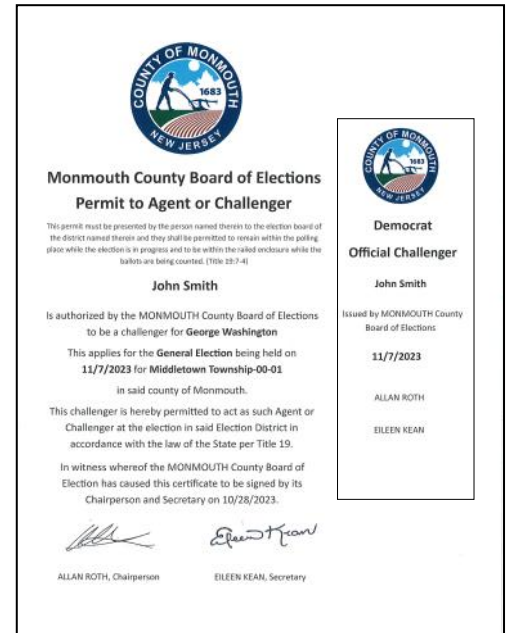 COUNTY OF MONMOUTH
1683
NEW JERSEY
Monmouth County Board of Elections
Permit to Agent or Challenger
This permit must be presented by the person named therein to the election board of
the district named therein and they shall be permitted to remain within the polling
place while the election is in progress and to be within the railed enclosure while the
ballots are being counted. (Title 19:7-4)
John Smith
Is authorized by the MONMOUTH County Board of Elections
to be a challenger for George Washington
This applies for the General Election being held on
11/7/2023 for Middletown Township-00-01
in said county of Monmouth.
This challenger is hereby permitted to act as such Agent or
Challenger at the election in said Election District in
accordance with the law of the State per Title 19.
In witness whereof the MONMOUTH County Board of
Election has caused this certificate to be signed by its
Chairperson and Secretary on 10/28/2023.
Eileen Kean
ALLAN ROTH, Chairperson
EILEEN KEAN, Secretary
COUNTY OF MONMOUTH
1683
NEW JERSEY
Democrat
Official Challenger
John Smith
Issued by MONMOUTH County
Board of Elections
11/7/2023
ALLAN ROTH
EILEEN KEAN